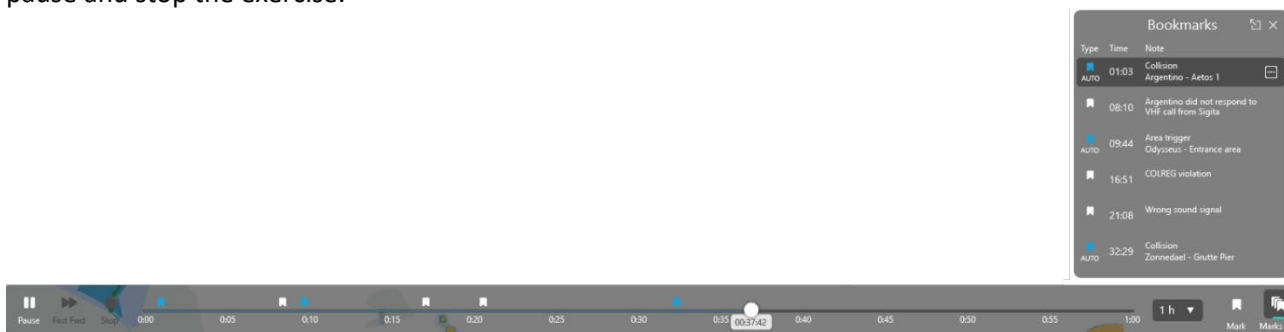 pause and stop the exercise.
Bookmarks
Type Time Note
AUTO 01:03 Collision
Argentino - Aetos 1
08:10 Argentino did not respond to
VHF call from Sigita
AUTO 09:44 Area trigger
Odysseus - Entrance area
16:51 COLREG violation
21:08 Wrong sound signal
AUTO 32:29 Collision
Zonnedael - Grutte Pier
Pause Fast Fwd Stop 0:00 0:05 0:10 0:15 0:20 0:25 0:30 0:35 00:37:42 0:40 0:45 0:50 0:55 1:00 1 h Mark